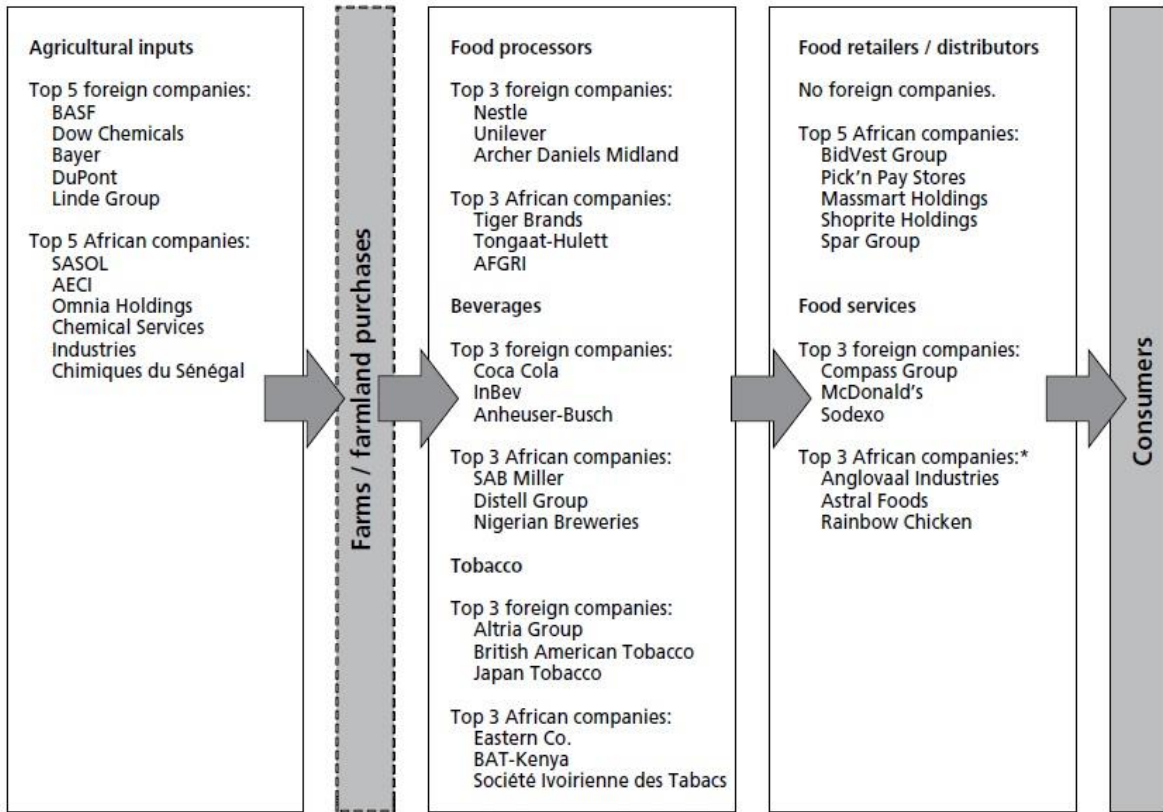 Agricultural inputs
Top 5 foreign companies:
BASF
Dow Chemicals
Bayer
DuPont
Linde Group
Top 5 African companies:
SASOL
AECI
Omnia Holdings
Chemical Services
Industries
Chimiques du Sénégal
Farms / farmland purchases
Food processors
Top 3 foreign companies:
Nestle
Unilever
Archer Daniels Midland
Top 3 African companies:
Tiger Brands
Tongaat-Hulett
AFGRI
Beverages
Top 3 foreign companies:
Coca Cola
InBev
Anheuser-Busch
Top 3 African companies:
SAB Miller
Distell Group
Nigerian Breweries
Tobacco
Top 3 foreign companies:
Altria Group
British American Tobacco
Japan Tobacco
Top 3 African companies:
Eastern Co.
BAT-Kenya
Société Ivoirienne des Tabacs
Food retailers / distributors
No foreign companies.
Top 5 African companies:
BidVest Group
Pick’n Pay Stores
Massmart Holdings
Shoprite Holdings
Spar Group
Food services
Top 3 foreign companies:
Compass Group
McDonald’s
Sodexo
Top 3 African companies:*
Anglovaal Industries
Astral Foods
Rainbow Chicken
Consumers